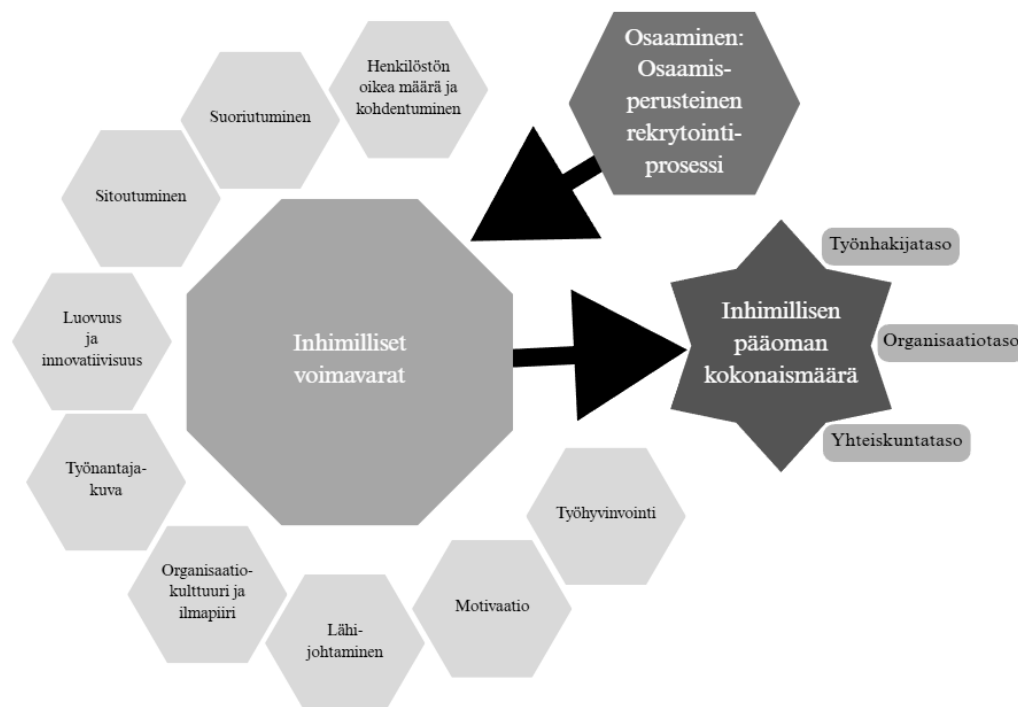 Henkilöstön
oikea määrä ja
kohdentuminen
Osaaminen:
Osaamis-
perusteinen
rekrytointi-
prosessi
Suoriutuminen
Sitoutuminen
Luovuus
ja
innovatiivisuus
Työnantaja-
kuva
Organisaatio-
kulttuuri ja
ilmapiiri
Lähi-
johtaminen
Motivaatio
Työhyvinvointi
Inhimilliset
voimavarat
Inhimillisen
pääoman
kokonaismäärä
Työnhakijataso
Organisaatiotaso
Yhteiskuntataso